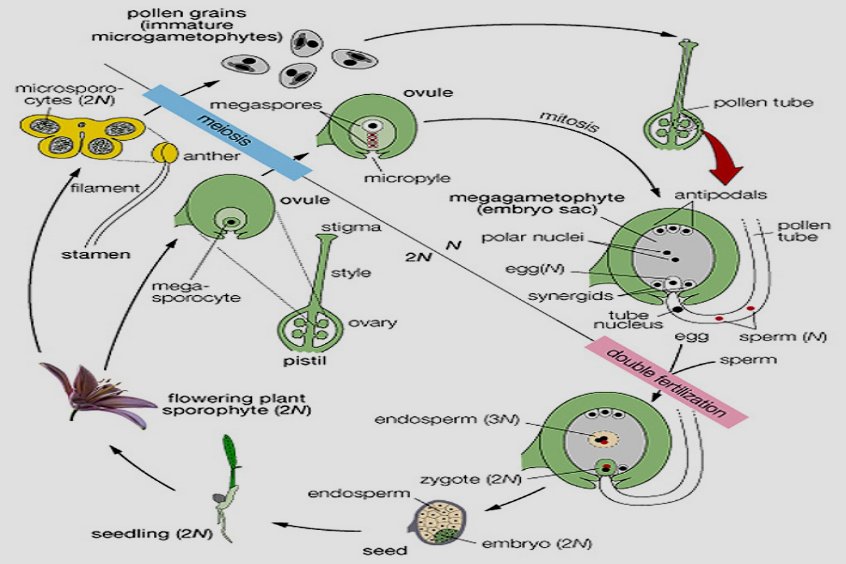 pollen grains
(immature
microgametophytes)
microsporo-
cytes (2N)
meiosis
megaspores
ovule
mitosis
pollen tube
anther
filament
micropyle
ovule
stamen
stigma
megagametophyte
(embryo sac)
antipodals
polar nuclei
pollen
tube
N
2N
style
egg(N)
mega-
sporocyte
synergids
ovary
tube
nucleus
egg
sperm (N)
pistil
sperm
double fertilization
flowering plant
sporophyte (2N)
endosperm (3N)
zygote (2N)
endosperm
seedling (2N)
seed
embryo (2N)